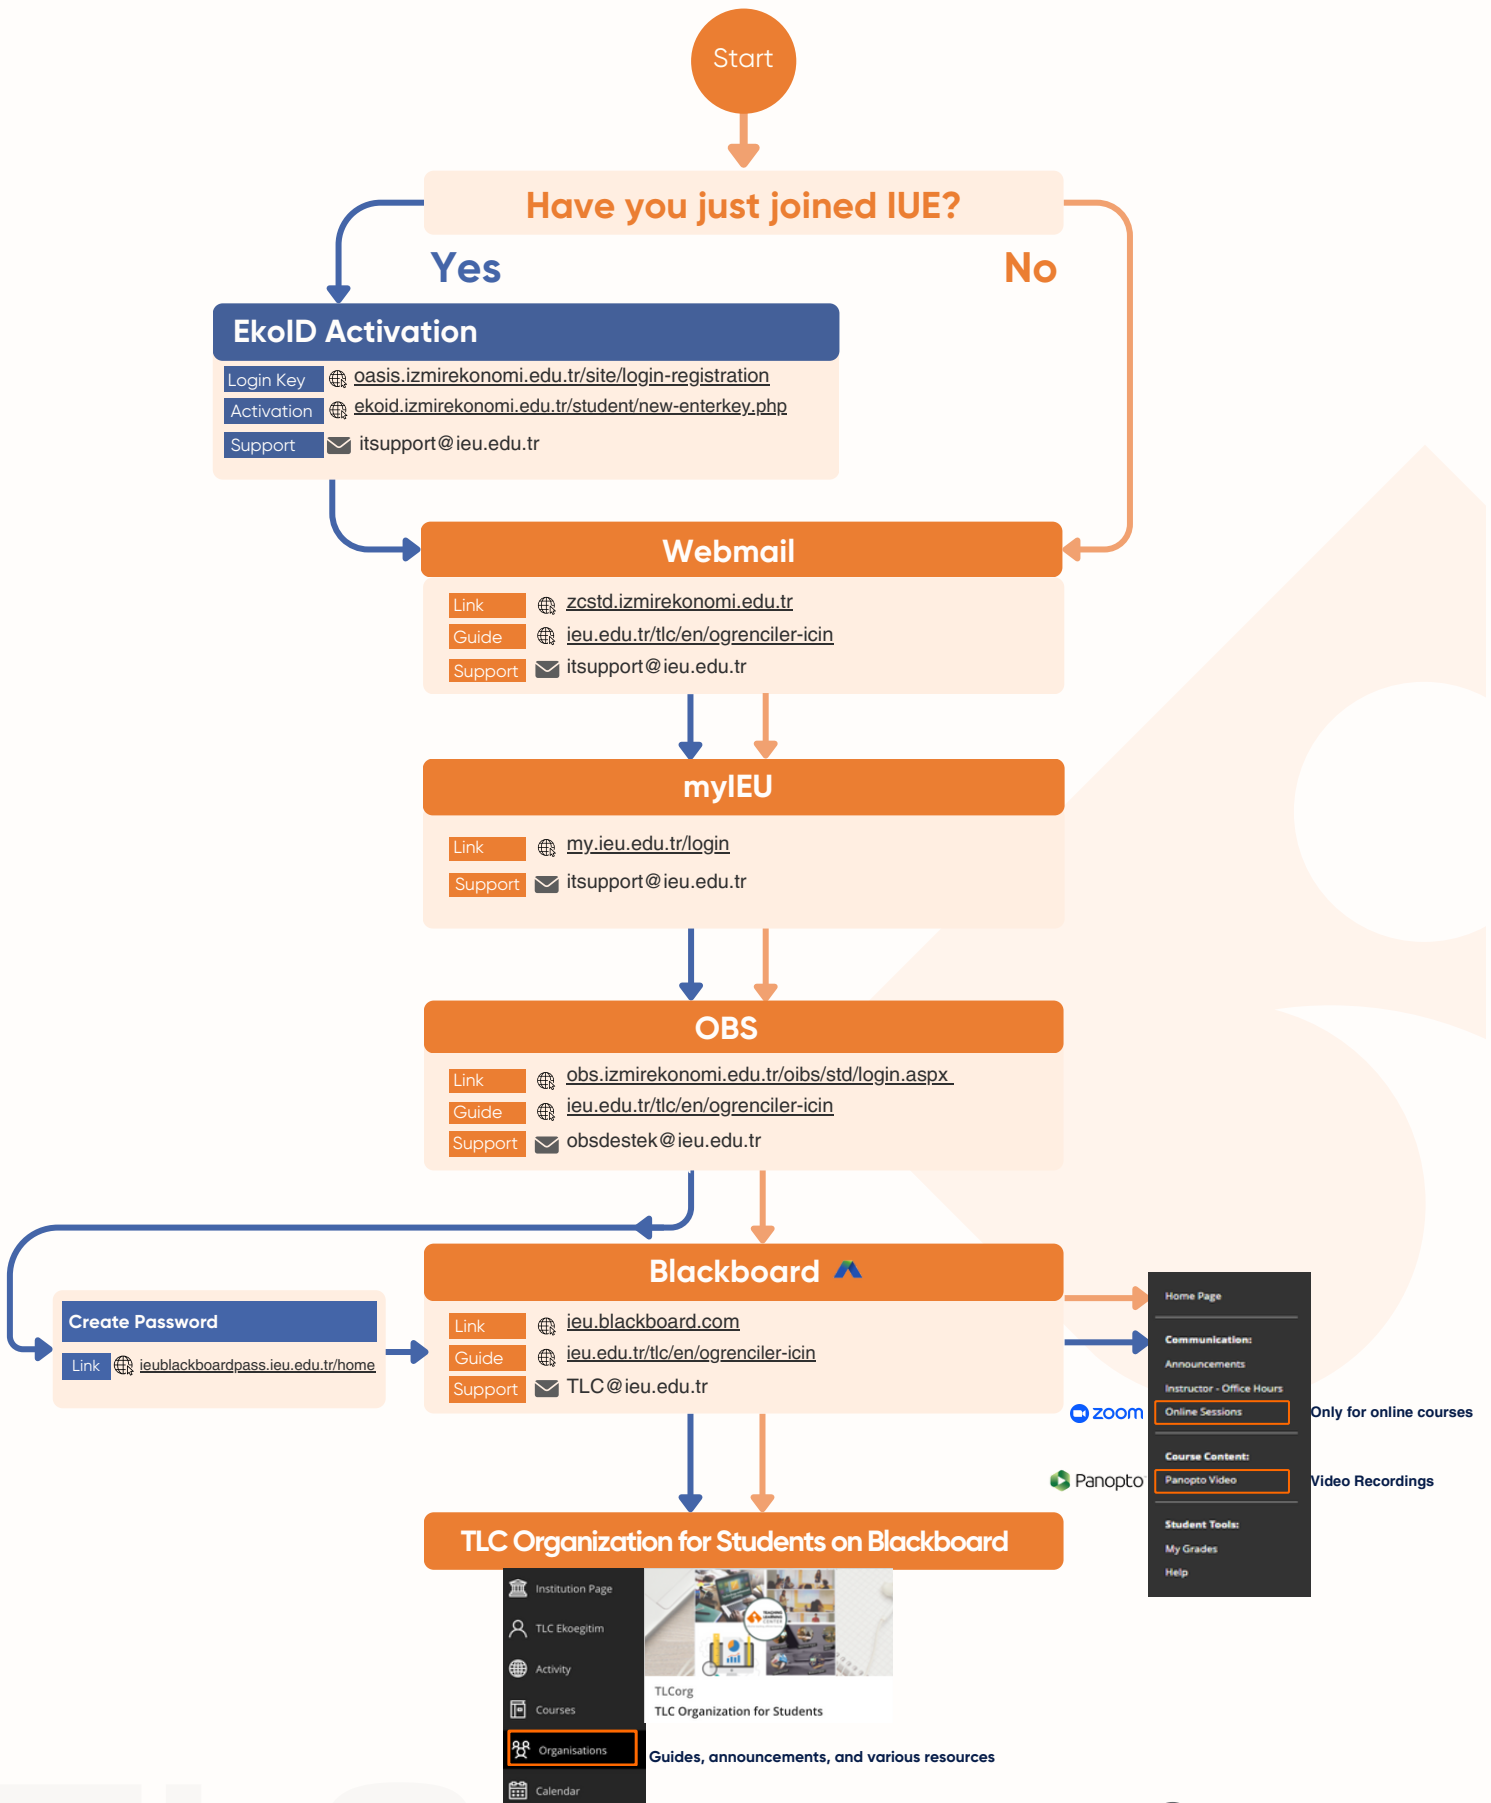 Start
Have you just joined IUE?
Yes
No
EkoID Activation
Login Key oasis.izmirekonomi.edu.tr/site/login-registration
Activation ekoid.izmirekonomi.edu.tr/student/new-enterkey.php
Support itsupport@ieu.edu.tr
Webmail
Link zcstd.izmirekonomi.edu.tr
Guide ieu.edu.tr/tlc/en/ogrenciler-icin
Support itsupport@ieu.edu.tr
myIEU
Link my.ieu.edu.tr/login
Support itsupport@ieu.edu.tr
OBS
Link obs.izmirekonomi.edu.tr/oibs/std/login.aspx
Guide ieu.edu.tr/tlc/en/ogrenciler-icin
Support obsdestek@ieu.edu.tr
Create Password
Link ieublackboardpass.ieu.edu.tr/home
Blackboard
Link ieu.blackboard.com
Guide ieu.edu.tr/tlc/en/ogrenciler-icin
Support TLC@ieu.edu.tr
Home Page
Communication:
Announcements
Instructor - Office Hours
zoom Online Sessions Only for online courses
Course Content:
Panopto Panopto Video Video Recordings
Student Tools:
My Grades
Help
TLC Organization for Students on Blackboard
Institution Page
TLC Ekoegitim
Activity
Courses
Organisations
Calendar
TEACHING
LEARNING
CENTER
TLCorg
TLC Organization for Students
Guides, announcements, and various resources